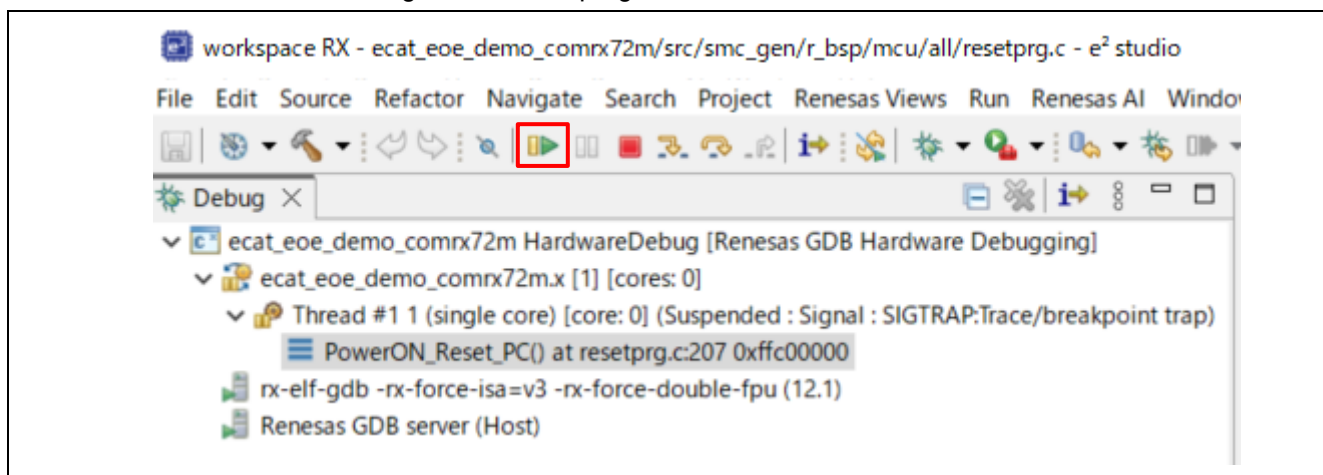 workspace RX - ecat_eoe_demo_comrx72m/src/smc_gen/r_bsp/mcu/all/resetprg.c - e² studio
File Edit Source Refactor Navigate Search Project Renesas Views Run Renesas AI Windo
Debug
ecat_eoe_demo_comrx72m HardwareDebug [Renesas GDB Hardware Debugging]
ecat_eoe_demo_comrx72m.x [1] [cores: 0]
Thread #1 1 (single core) [core: 0] (Suspended : Signal : SIGTRAP:Trace/breakpoint trap)
PowerON_Reset_PC() at resetprg.c:207 0xffc00000
rx-elf-gdb -rx-force-isa=v3 -rx-force-double-fpu (12.1)
Renesas GDB server (Host)